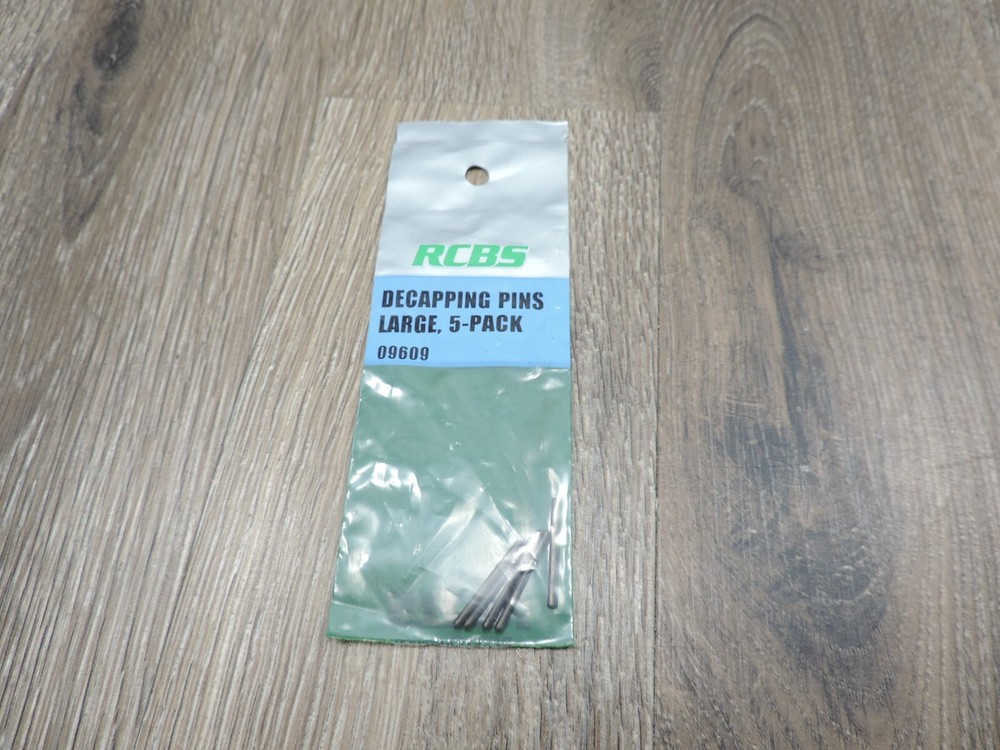 RCBS
DECAPPING PINS
LARGE, 5-PACK
09609